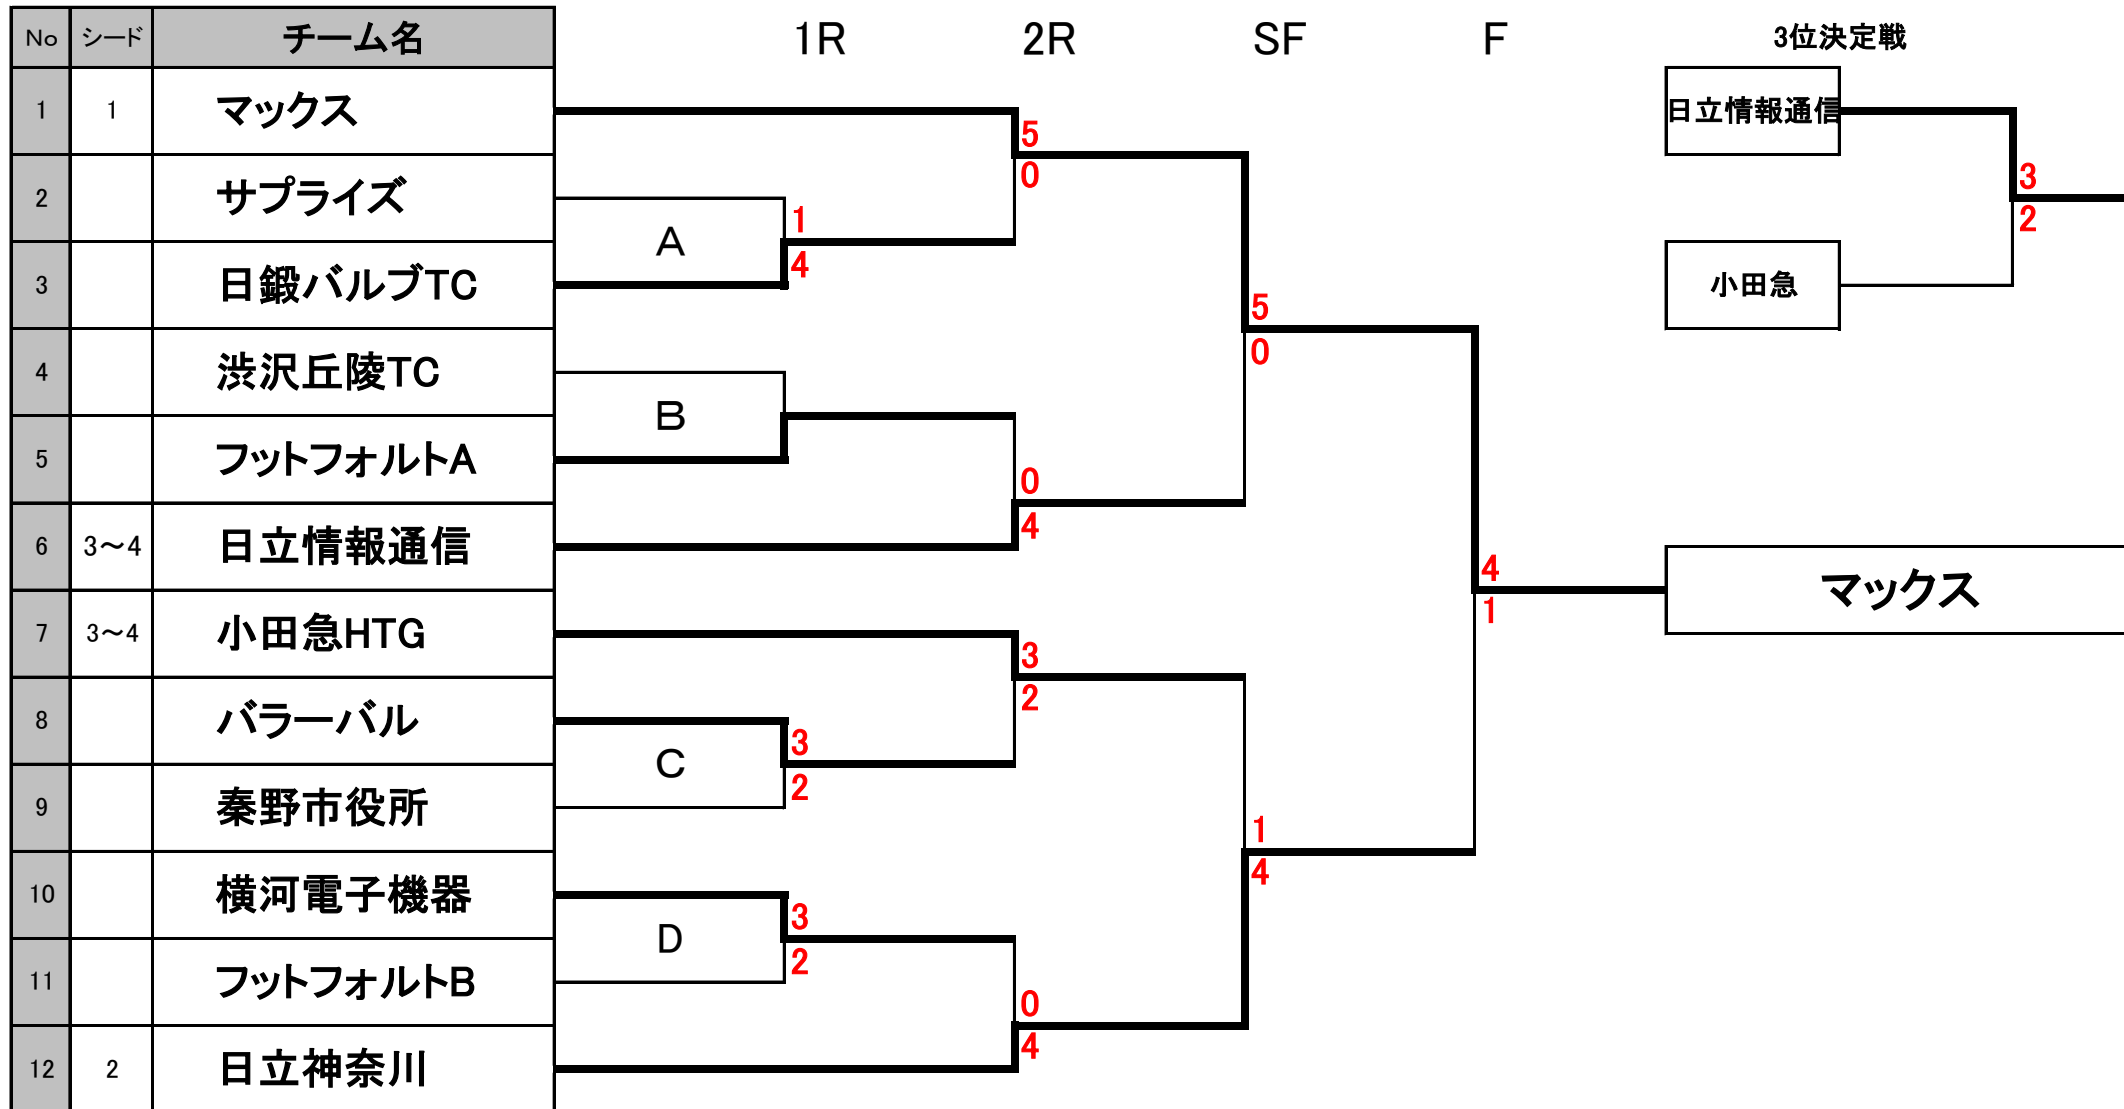 No シード チーム名 1R 2R SF F 3位決定戦
1 1 マックス 日立情報通信
5
0
2 サプライズ 3
1 2
A
4
3 日鍛バルブTC 小田急
5
0
4 渋沢丘陵TC
B
5 フットフォルトA
0
4
6 3～4 日立情報通信
4 マックス
1
7 3～4 小田急HTG
3
2
8 バラーバル
3
C
2
9 秦野市役所
1
4
10 横河電子機器
3
D
2
11 フットフォルトB
0
4
12 2 日立神奈川